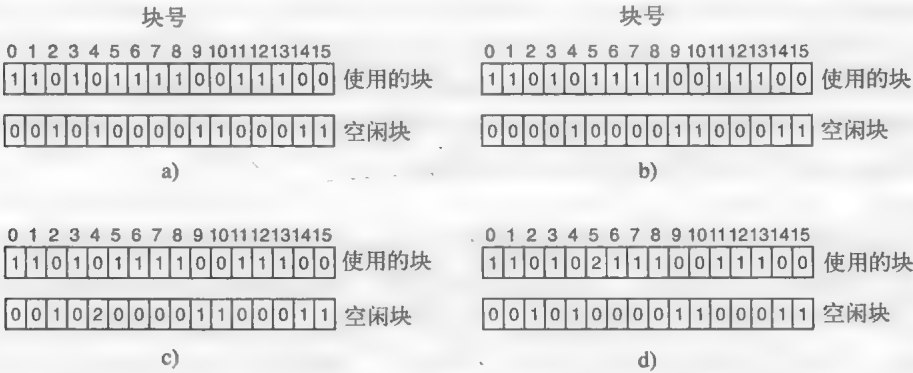 块号
0 1 2 3 4 5 6 7 8 9 10 11 12 13 14 15
1 1 0 1 0 1 1 1 1 0 0 1 1 1 0 0 使用的块
0 0 1 0 1 0 0 0 0 1 1 0 0 0 1 1 空闲块
a)
块号
0 1 2 3 4 5 6 7 8 9 10 11 12 13 14 15
1 1 0 1 0 1 1 1 1 0 0 1 1 1 0 0 使用的块
0 0 0 0 1 0 0 0 0 1 1 0 0 0 1 1 空闲块
b)
0 1 2 3 4 5 6 7 8 9 10 11 12 13 14 15
1 1 0 1 0 1 1 1 1 0 0 1 1 1 0 0 使用的块
0 0 1 0 2 0 0 0 0 1 1 0 0 0 1 1 空闲块
c)
0 1 2 3 4 5 6 7 8 9 10 11 12 13 14 15
1 1 0 1 0 2 1 1 1 0 0 1 1 1 0 0 使用的块
0 0 1 0 1 0 0 0 0 1 1 0 0 0 1 1 空闲块
d)